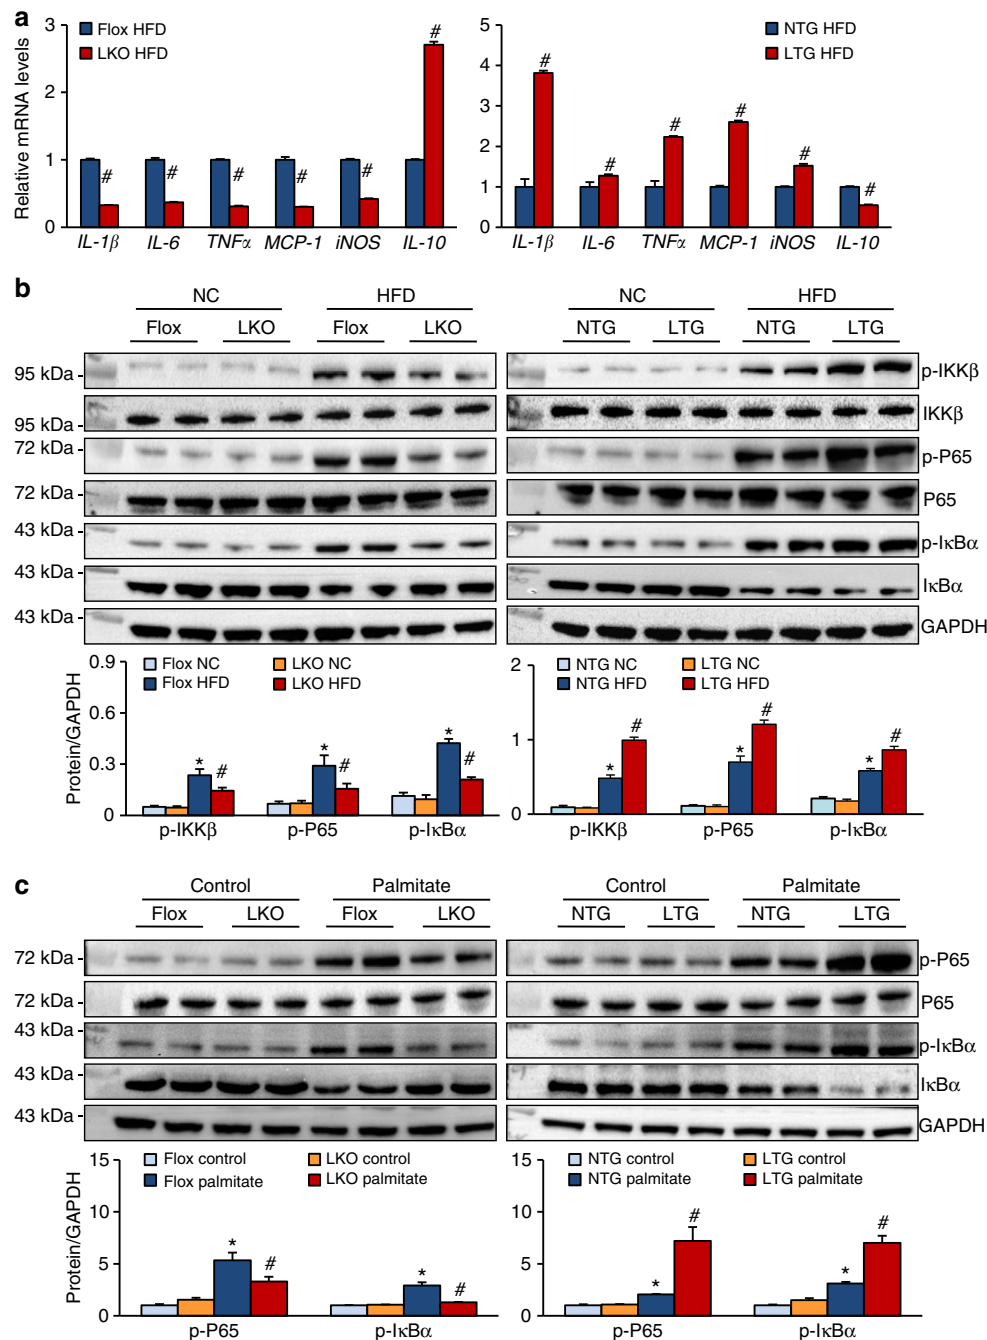 a
Relative mRNA levels
3
2
1
0
Flox HFD
LKO HFD
# # # # # #
IL-1β IL-6 TNFα MCP-1 iNOS IL-10
5
4
3
2
1
0
NTG HFD
LTG HFD
# # # # # #
IL-1β IL-6 TNFα MCP-1 iNOS IL-10
b
NC HFD
Flox LKO Flox LKO
NC HFD
NTG LTG NTG LTG
95 kDa p-IKKβ
95 kDa IKKβ
72 kDa p-P65
72 kDa P65
43 kDa p-IκBα
43 kDa IκBα
43 kDa GAPDH
Protein/GAPDH
0.9
0.6
0.3
0
Flox NC LKO NC
Flox HFD LKO HFD
* # * # * #
p-IKKβ p-P65 p-IκBα
2
1
0
NTG NC LTG NC
NTG HFD LTG HFD
* # * # * #
p-IKKβ p-P65 p-IκBα
c
Control Palmitate
Flox LKO Flox LKO
Control Palmitate
NTG LTG NTG LTG
72 kDa p-P65
72 kDa P65
43 kDa p-IκBα
43 kDa IκBα
43 kDa GAPDH
Protein/GAPDH
15
10
5
0
Flox control LKO control
Flox palmitate LKO palmitate
* # * #
p-P65 p-IκBα
15
10
5
0
NTG control LTG control
NTG palmitate LTG palmitate
* # * #
p-P65 p-IκBα